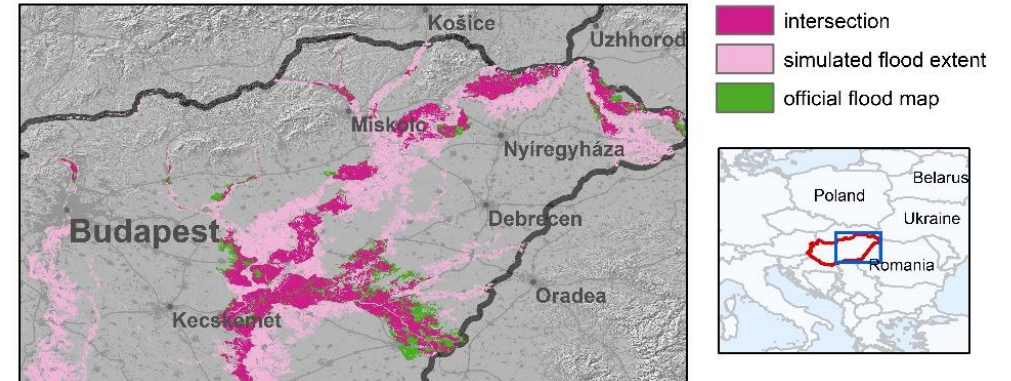 Košice
Uzhhorod
Miskolc
Nyíregyháza
Budapest
Debrecen
Oradea
Kecskemét
intersection
simulated flood extent
official flood map
Belarus
Poland
Ukraine
Romania